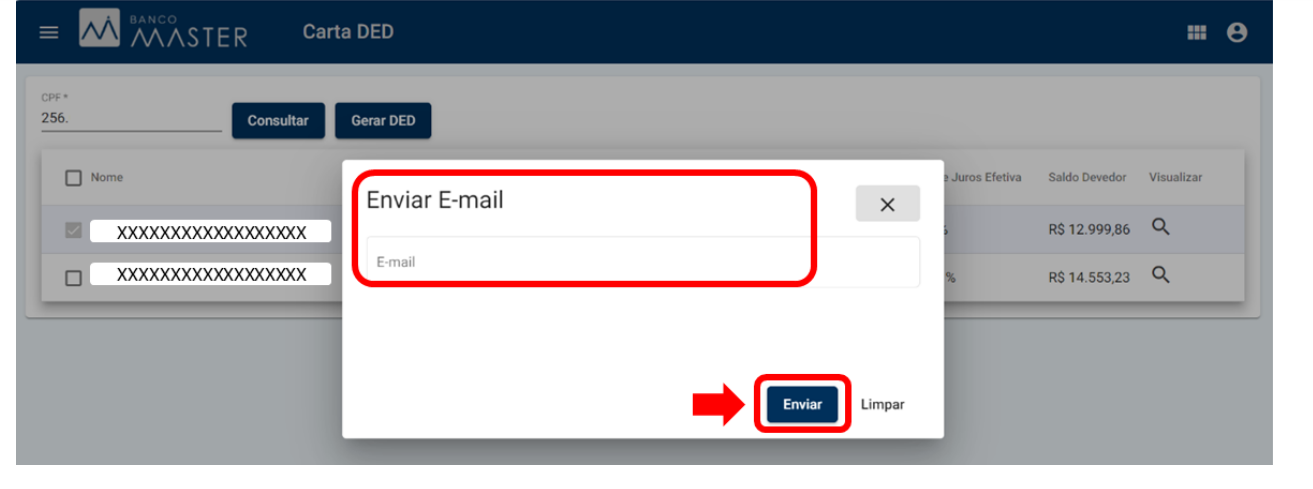 BANCO
MASTER
Carta DED
CPF *
256.
Consultar
Gerar DED
Nome
Juros Efetiva
Saldo Devedor
Visualizar
XXXXXXXXXXXXXXXXXX
R$ 12.999,86
XXXXXXXXXXXXXXXXXX
%
R$ 14.553,23
Enviar E-mail
E-mail
Enviar
Limpar